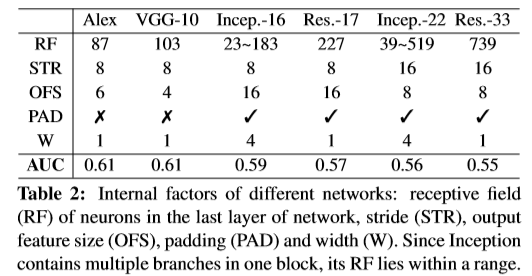 Alex VGG-10 Incep.-16 Res.-17 Incep.-22 Res.-33
RF 87 103 23~183 227 39~519 739
STR 8 8 8 8 16 16
OFS 6 4 16 16 8 8
PAD ✗ ✗ ✓ ✓ ✓ ✓
W 1 1 4 1 4 1
AUC 0.61 0.61 0.59 0.57 0.56 0.55
Table 2: Internal factors of different networks: receptive field
(RF) of neurons in the last layer of network, stride (STR), output
feature size (OFS), padding (PAD) and width (W). Since Inception
contains multiple branches in one block, its RF lies within a range.